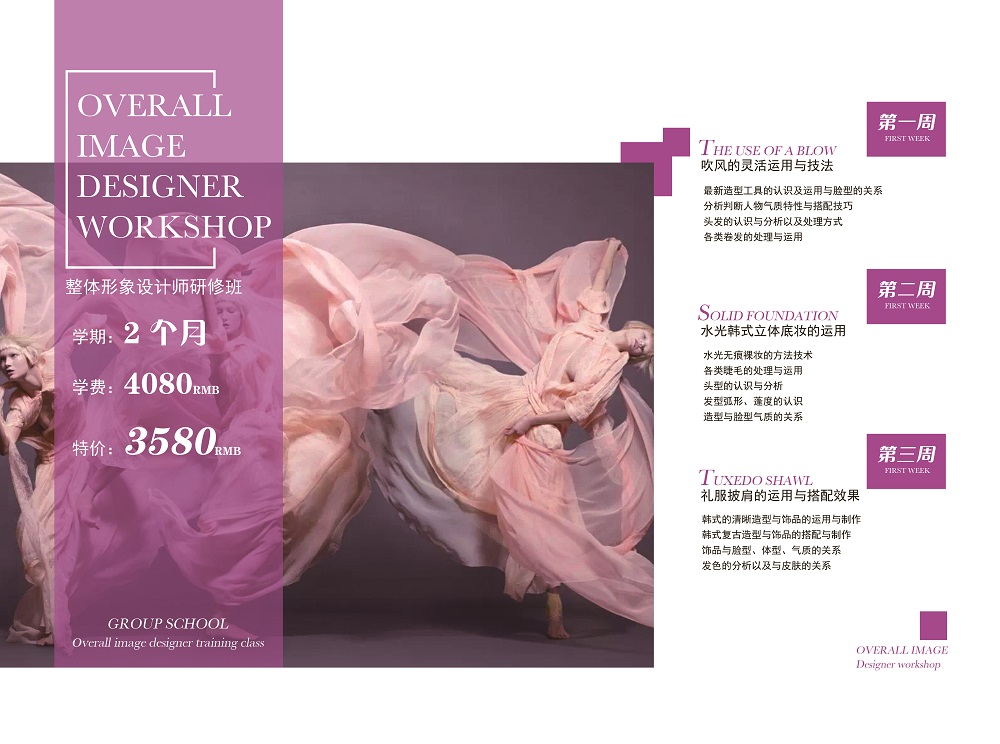 OVERALL
IMAGE
DESIGNER
WORKSHOP
整体形象设计师研修班
学期：2 个月
学费：4080RMB
特价：3580RMB
GROUP SCHOOL
Overall image designer training class
第一周
FIRST WEEK
THE USE OF A BLOW
吹风的灵活运用与技法
最新造型工具的认识及运用与脸型的关系
分析判断人物气质特性与搭配技巧
头发的认识与分析以及处理方式
各类卷发的处理与运用
第二周
FIRST WEEK
SOLID FOUNDATION
水光韩式立体底妆的运用
水光无痕裸妆的方法技术
各类睫毛的处理与运用
头型的认识与分析
发型弧形、蓬度的认识
造型与脸型气质的关系
第三周
FIRST WEEK
TUXEDO SHAWL
礼服披肩的运用与搭配效果
韩式的清晰造型与饰品的运用与制作
韩式复古造型与饰品的搭配与制作
饰品与脸型、体型、气质的关系
发色的分析以及与皮肤的关系
OVERALL IMAGE
Designer workshop